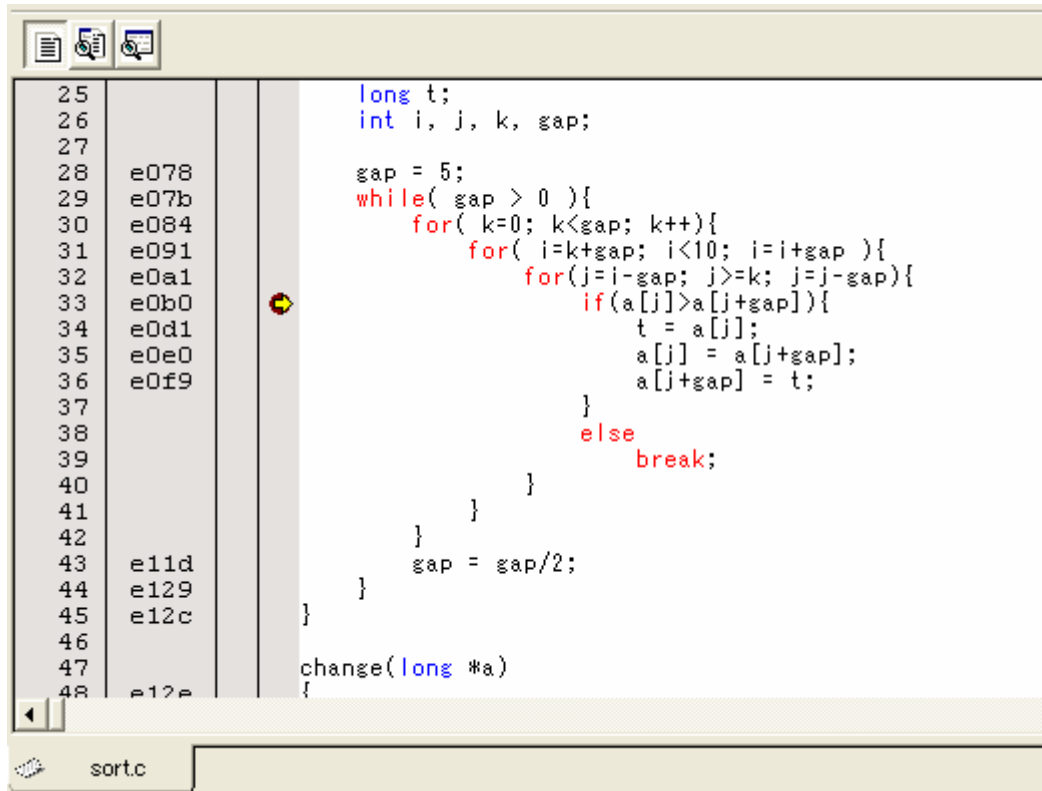 25 long t;
26 int i, j, k, gap;
27
28 e078 gap = 5;
29 e07b while( gap > 0 ){
30 e084 for( k=0; k<gap; k++){
31 e091 for( i=k+gap; i<10; i=i+gap ){
32 e0a1 for(j=i-gap; j>=k; j=j-gap){
33 e0b0 if(a[j]>a[j+gap]){
34 e0d1 t = a[j];
35 e0e0 a[j] = a[j+gap];
36 e0f9 a[j+gap] = t;
37 }
38 else
39 break;
40 }
41 }
42 }
43 e11d gap = gap/2;
44 e129 }
45 e12c }
46
47 change(long *a)
48 e12e {
sort.c